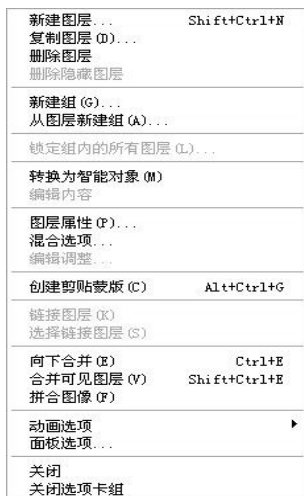 新建图层... Shift+Ctrl+N
复制图层(D)...
删除图层
删除隐藏图层
新建组(G)...
从图层新建组(A)...
锁定组内的所有图层(L)...
转换为智能对象(M)
编辑内容
图层属性(P)...
混合选项...
编辑调整...
创建剪贴蒙版(C) Alt+Ctrl+G
链接图层(K)
选择链接图层(S)
向下合并(E) Ctrl+E
合并可见图层(V) Shift+Ctrl+E
拼合图像(F)
动画选项
面板选项...
关闭
关闭选项卡组